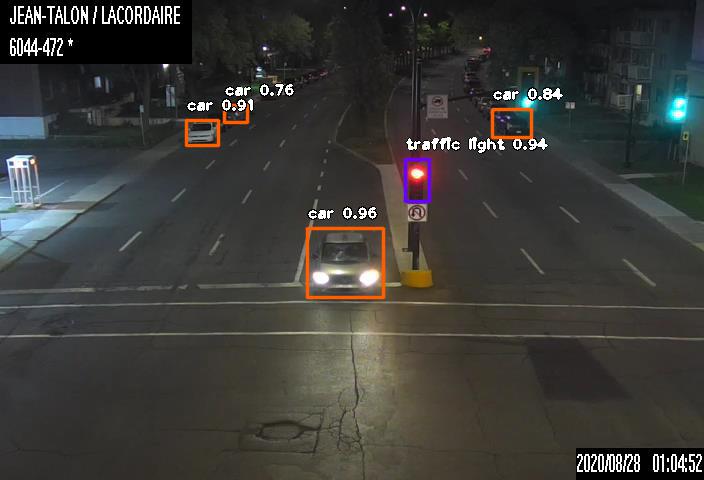 JEAN-TALON / LACORDAIRE
6044-472 *
car 0.76
car 0.91
car 0.84
traffic light 0.94
car 0.96
2020/08/28 01:04:52